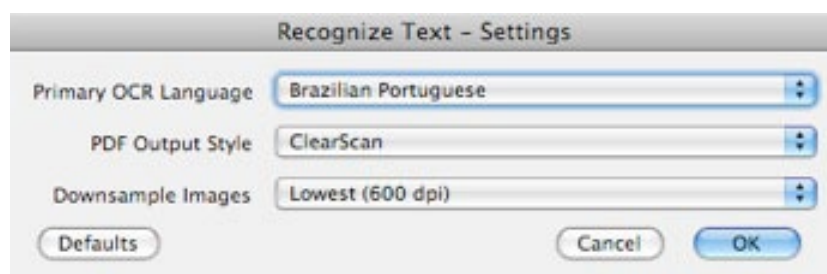 Recognize Text – Settings
Primary OCR Language Brazilian Portuguese
PDF Output Style ClearScan
Downsample Images Lowest (600 dpi)
Defaults Cancel OK